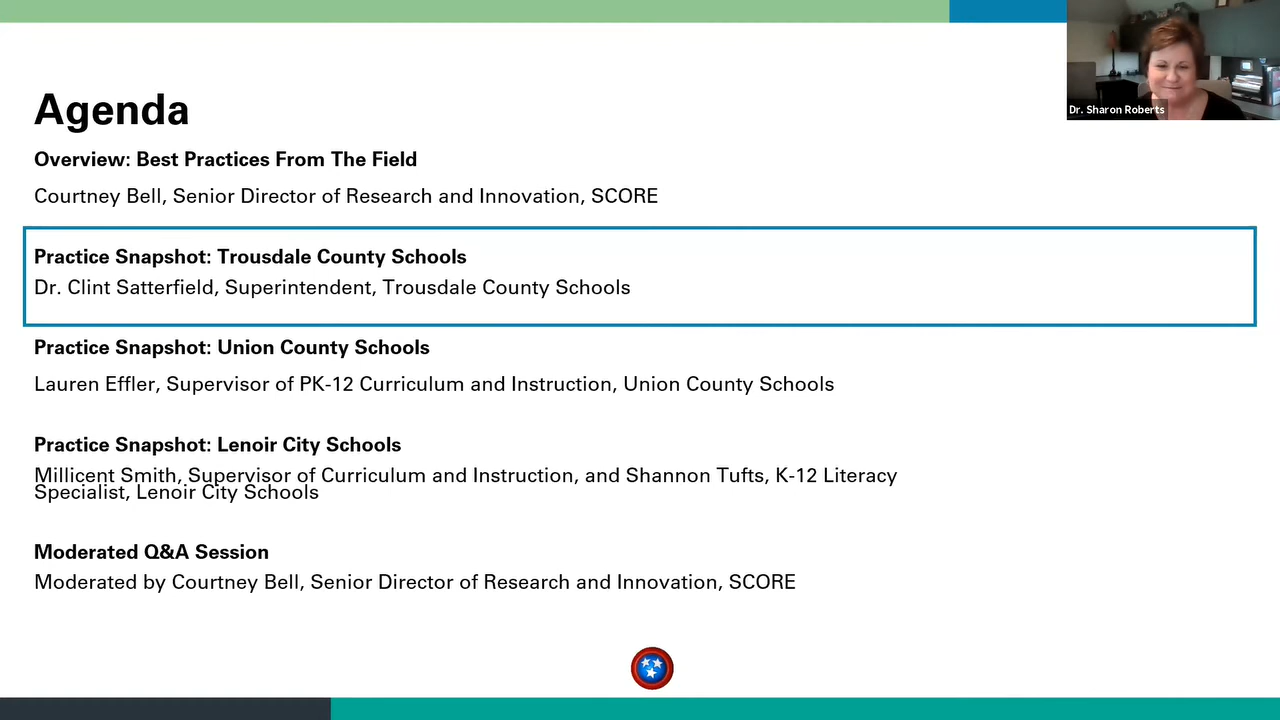 Dr. Sharon Roberts
Agenda
Overview: Best Practices From The Field
Courtney Bell, Senior Director of Research and Innovation, SCORE
Practice Snapshot: Trousdale County Schools
Dr. Clint Satterfield, Superintendent, Trousdale County Schools
Practice Snapshot: Union County Schools
Lauren Effler, Supervisor of PK-12 Curriculum and Instruction, Union County Schools
Practice Snapshot: Lenoir City Schools
Millicent Smith, Supervisor of Curriculum and Instruction, and Shannon Tufts, K-12 Literacy
Specialist, Lenoir City Schools
Moderated Q&A Session
Moderated by Courtney Bell, Senior Director of Research and Innovation, SCORE